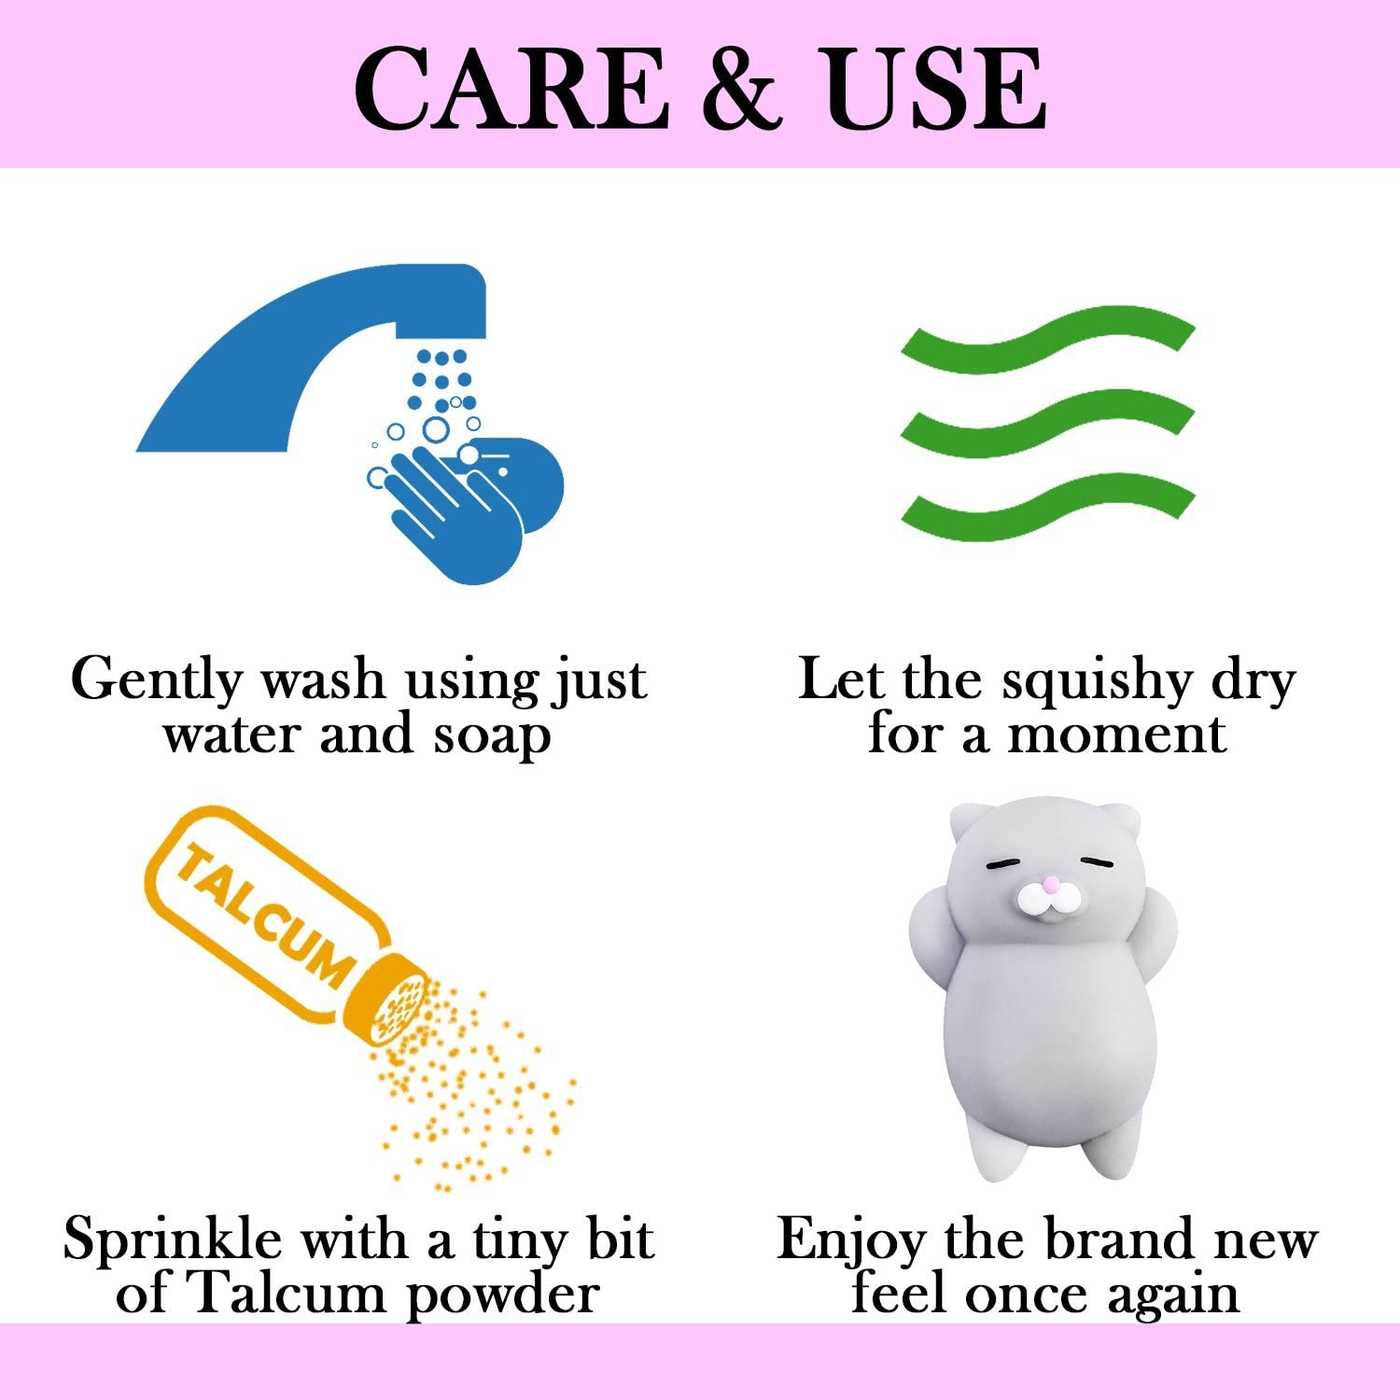 CARE & USE
Gently wash using just
water and soap
Let the squishy dry
for a moment
TALCUM
Sprinkle with a tiny bit
of Talcum powder
Enjoy the brand new
feel once again